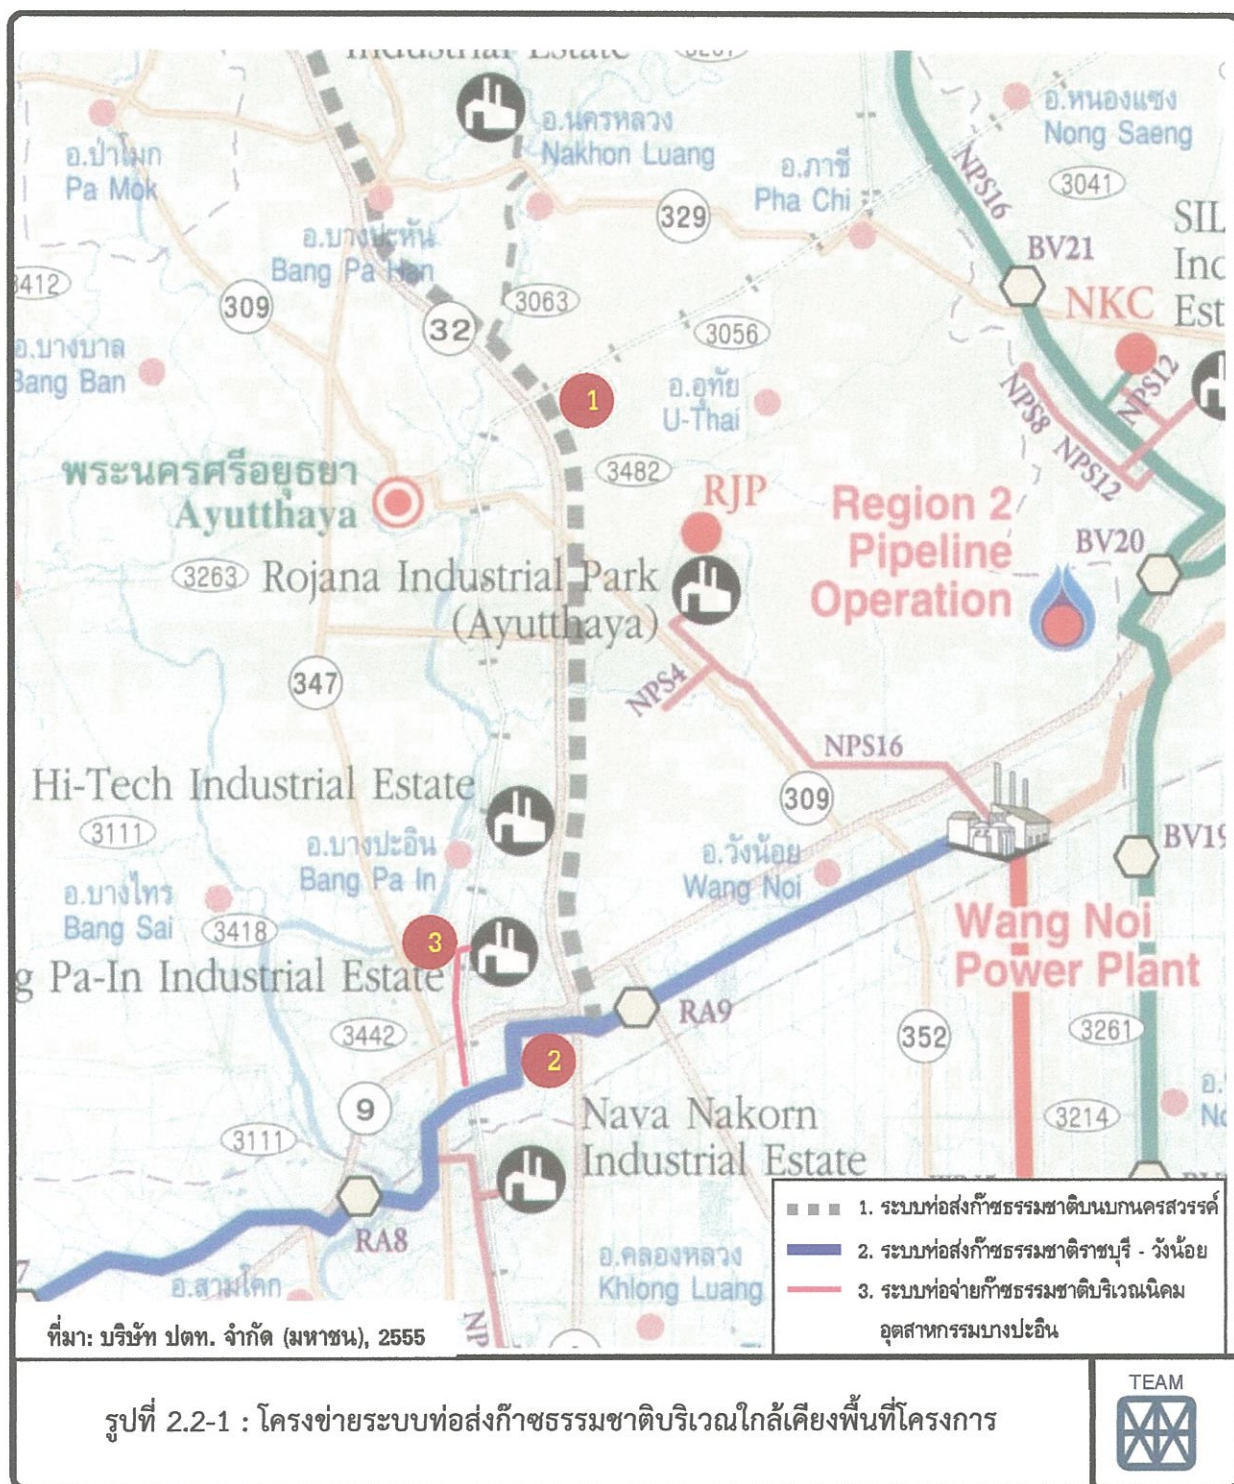 Industrial Estate
อ.หนองแซง
Nong Saeng
อ.นครหลวง
Nakhon Luang
อ.ป่าโมก
Pa Mok
อ.ภาชี
Pha Chi
3041
NPS16
329
SIL
อ.บางปะหัน
Bang Pa Han
BV21
Inc
3412
309
32
3063
NKC
Est
3056
อ.บางบาล
Bang Ban
อ.อุทัย
U-Thai
NPS12
NPS8
1
NPS12
พระนครศรีอยุธยา
Ayutthaya
3482
RJP
Region 2
Pipeline
Operation
BV20
3263
Rojana Industrial Park
(Ayutthaya)
347
NPS4
NPS16
Hi-Tech Industrial Estate
309
3111
อ.บางปะอิน
Bang Pa In
อ.วังน้อย
Wang Noi
BV19
อ.บางไทร
Bang Sai
3418
3
Wang Noi
Power Plant
g Pa-In Industrial Estate
RA9
3442
352
3261
2
9
Nava Nakorn
Industrial Estate
3111
3214
RA8
7
อ.สามโคก
อ.คลองหลวง
Khlong Luang
NP
1. ระบบท่อส่งก๊าซธรรมชาติบนบกนครสวรรค์
2. ระบบท่อส่งก๊าซธรรมชาติราชบุรี - วังน้อย
3. ระบบท่อจ่ายก๊าซธรรมชาติบริเวณนิคม
อุตสาหกรรมบางปะอิน
ที่มา: บริษัท ปตท. จำกัด (มหาชน), 2555
รูปที่ 2.2-1 : โครงข่ายระบบท่อส่งก๊าซธรรมชาติบริเวณใกล้เคียงพื้นที่โครงการ
TEAM